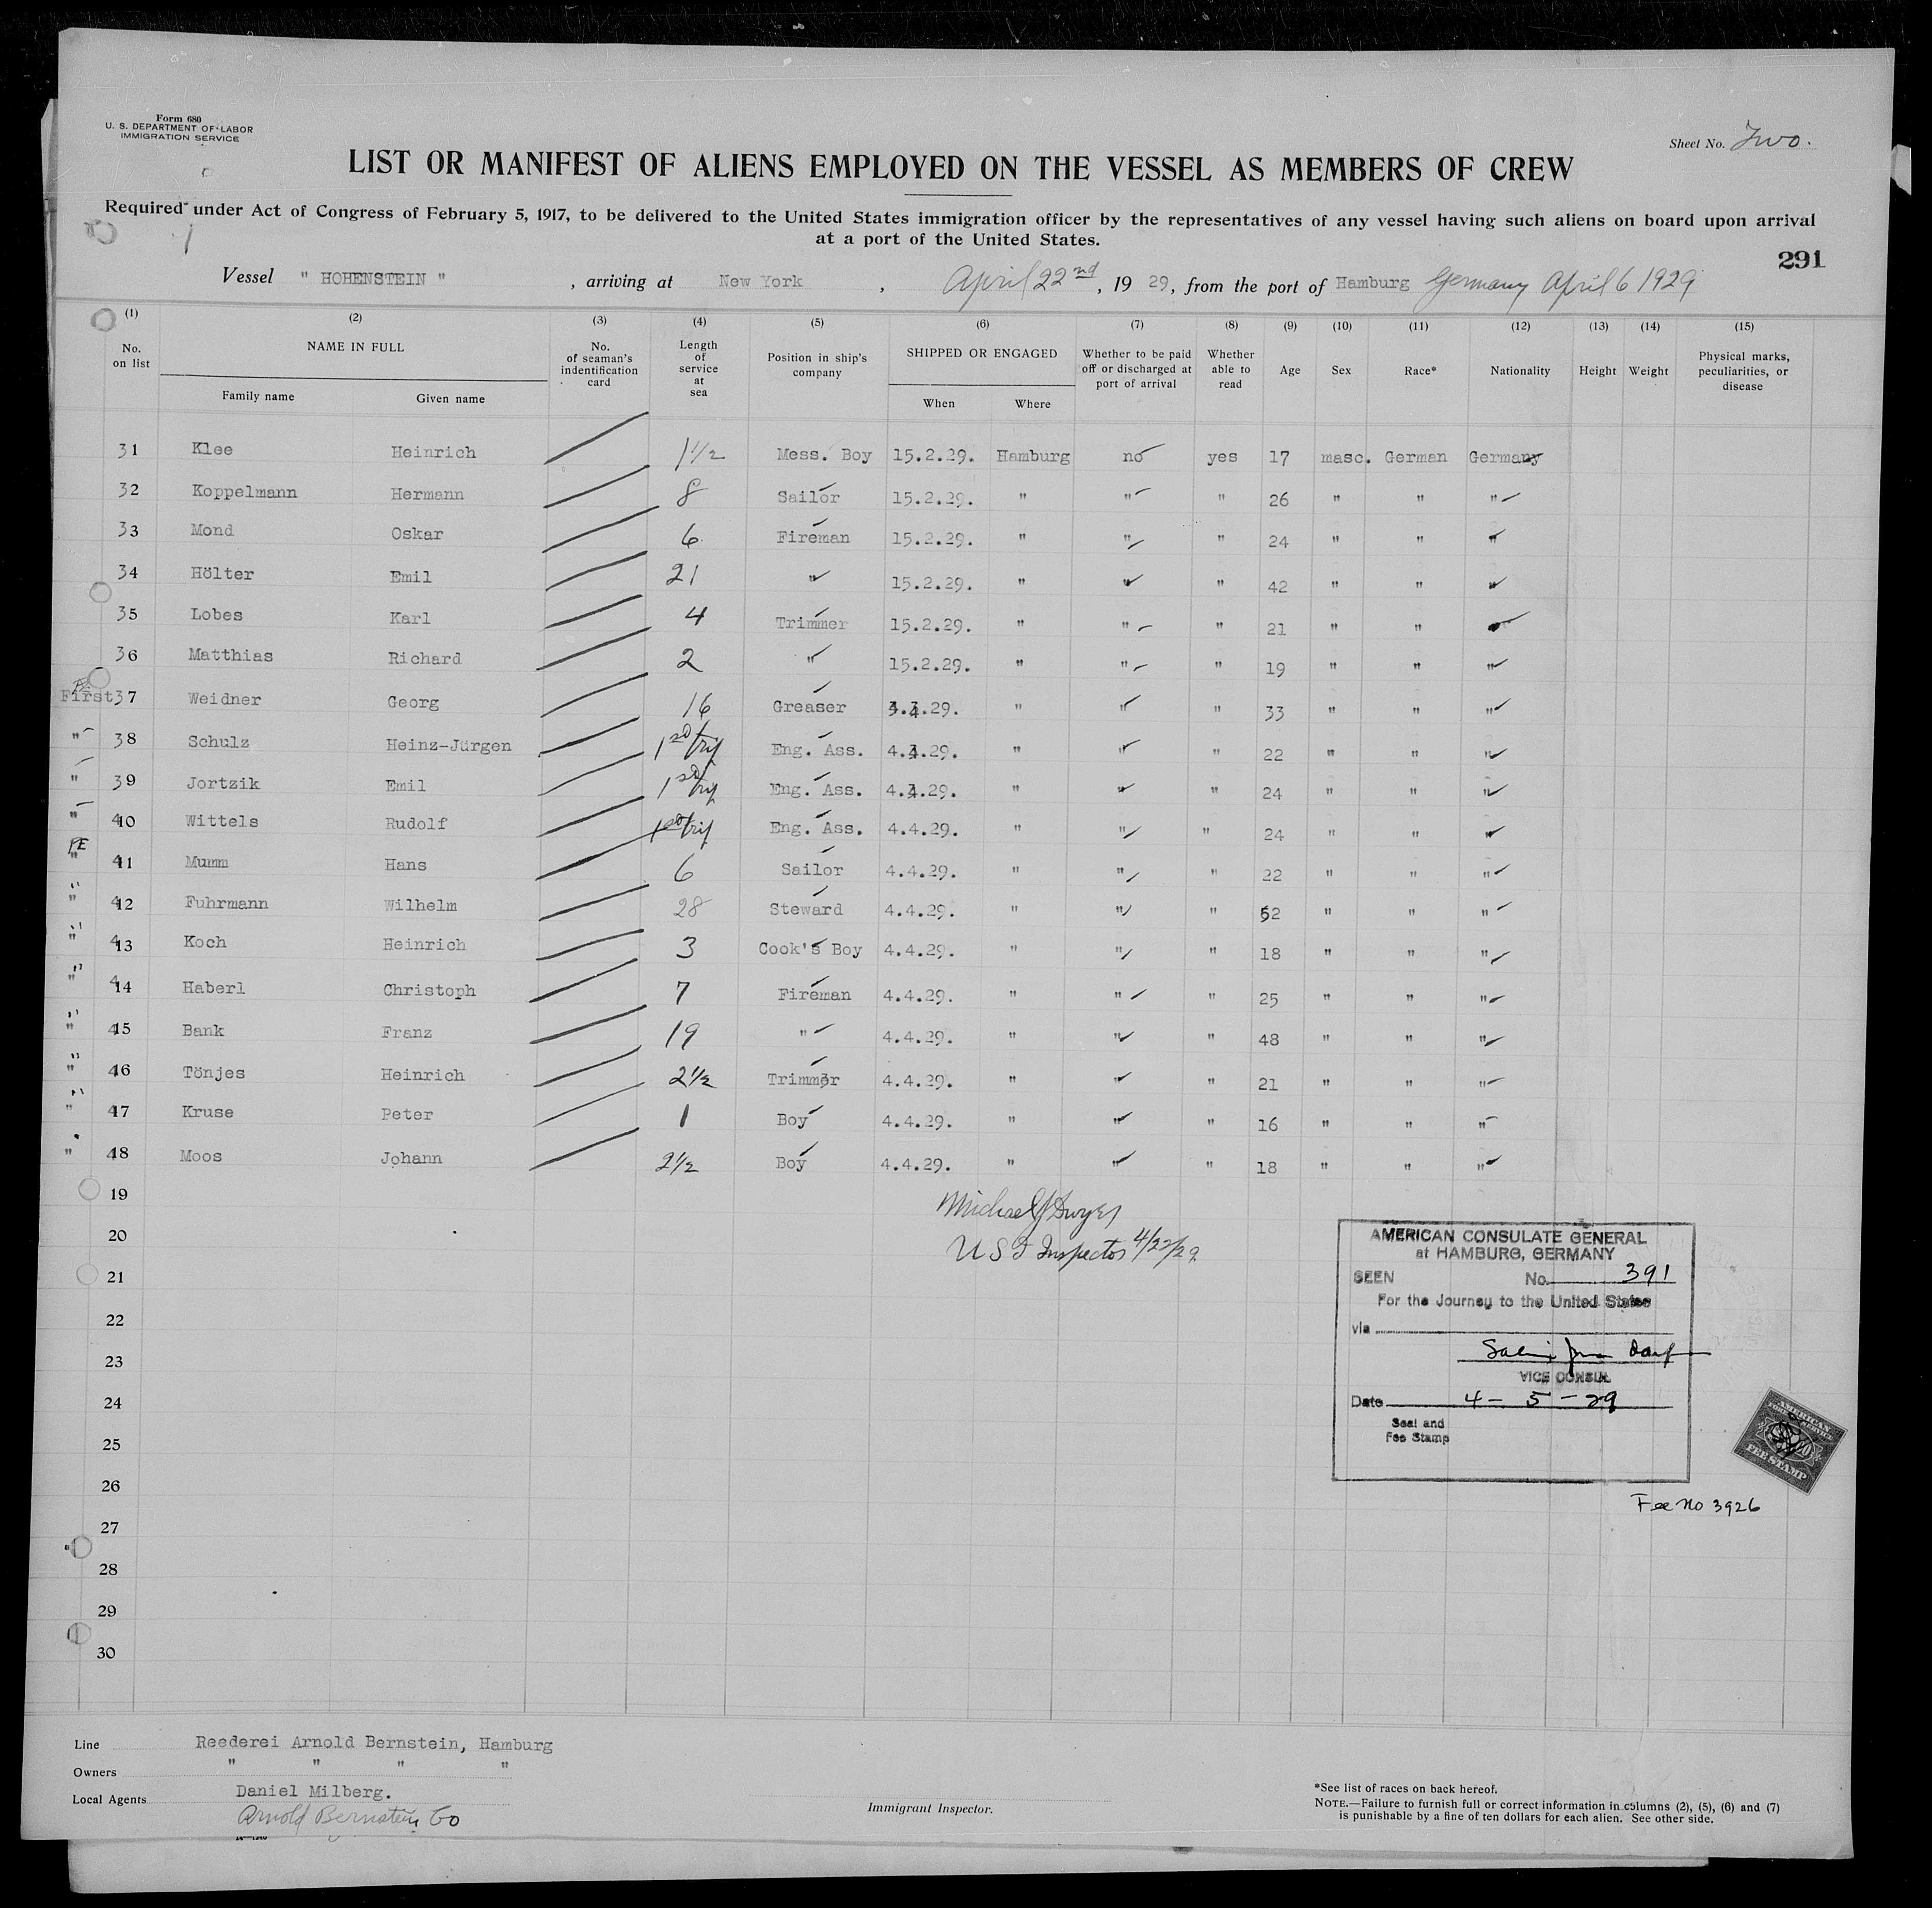 Form 680
U. S. DEPARTMENT OF LABOR
IMMIGRATION SERVICE
Sheet No. Two.
LIST OR MANIFEST OF ALIENS EMPLOYED ON THE VESSEL AS MEMBERS OF CREW
Required under Act of Congress of February 5, 1917, to be delivered to the United States immigration officer by the representatives of any vessel having such aliens on board upon arrival
at a port of the United States.
291
Vessel " HOHENSTEIN " , arriving at New York , April 22nd, 19 29, from the port of Hamburg Germany April 6 1929
(1) (2) (3) (4) (5) (6) (7) (8) (9) (10) (11) (12) (13) (14) (15)
No. on list NAME IN FULL Family name Given name No. of seaman's indentification card Length of service at sea Position in ship's company SHIPPED OR ENGAGED When Where Whether to be paid off or discharged at port of arrival Whether able to read Age Sex Race* Nationality Height Weight Physical marks, peculiarities, or disease
31 Klee Heinrich 1½ Mess. Boy 15.2.29. Hamburg no yes 17 masc. German Germany
32 Koppelmann Hermann 8 Sailor 15.2.29. " " " 26 " " "
33 Mond Oskar 6 Fireman 15.2.29. " " " 24 " " "
34 Hölter Emil 21 " 15.2.29. " " " 42 " " "
35 Lobes Karl 4 Trimmer 15.2.29. " " " 21 " " "
36 Matthias Richard 2 " 15.2.29. " " " 19 " " "
First 37 Weidner Georg 16 Greaser 3.4.29. " " " 33 " " "
" 38 Schulz Heinz-Jürgen 1st trip Eng. Ass. 4.4.29. " " " 22 " " "
" 39 Jortzik Emil 1st trip Eng. Ass. 4.4.29. " " " 24 " " "
" 40 Wittels Rudolf 1st trip Eng. Ass. 4.4.29. " " " 24 " " "
PE
" 41 Mumm Hans 6 Sailor 4.4.29. " " " 22 " " "
" 42 Fuhrmann Wilhelm 28 Steward 4.4.29. " " " 52 " " "
" 43 Koch Heinrich 3 Cook's Boy 4.4.29. " " " 18 " " "
" 44 Haberl Christoph 7 Fireman 4.4.29. " " " 25 " " "
" 45 Bank Franz 19 " 4.4.29. " " " 48 " " "
" 46 Tönjes Heinrich 2½ Trimmer 4.4.29. " " " 21 " " "
" 47 Kruse Peter 1 Boy 4.4.29. " " " 16 " " "
" 48 Moos Johann 2½ Boy 4.4.29. " " " 18 " " "
19
Michael J Dwyer
20
U S I Inspector 4/22/29
21
22
23
24
25
26
27
28
29
30
AMERICAN CONSULATE GENERAL
at HAMBURG, GERMANY
SEEN No. 391
For the Journey to the United States
via
VICE CONSUL
Date 4 - 5 - 29
Seal and
Fee Stamp
AMERICAN
FEE STAMP
Fee No 3926
Line Reederei Arnold Bernstein, Hamburg
Owners " " " "
Local Agents Daniel Milberg.
Arnold Bernstein Co
Immigrant Inspector.
*See list of races on back hereof.
NOTE.—Failure to furnish full or correct information in columns (2), (5), (6) and (7)
is punishable by a fine of ten dollars for each alien. See other side.